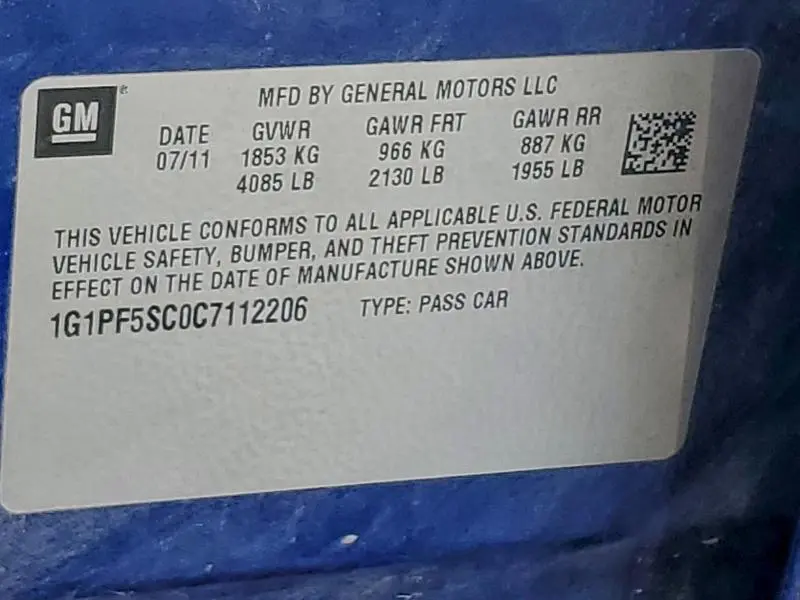 GM
MFD BY GENERAL MOTORS LLC
DATE GVWR GAWR FRT GAWR RR
07/11 1853 KG 966 KG 887 KG
4085 LB 2130 LB 1955 LB
THIS VEHICLE CONFORMS TO ALL APPLICABLE U.S. FEDERAL MOTOR
VEHICLE SAFETY, BUMPER, AND THEFT PREVENTION STANDARDS IN
EFFECT ON THE DATE OF MANUFACTURE SHOWN ABOVE.
1G1PF5SC0C7112206 TYPE: PASS CAR